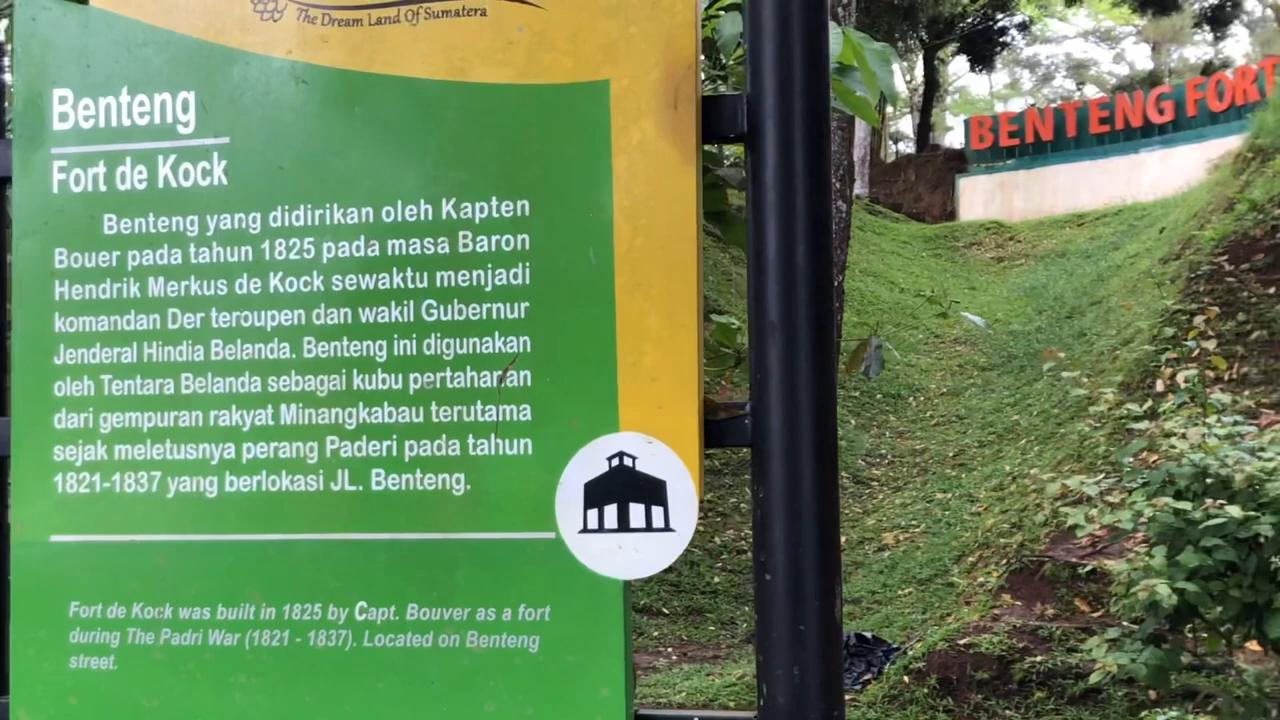 The Dream Land Of Sumatera
Benteng
Fort de Kock
Benteng yang didirikan oleh Kapten
Bouer pada tahun 1825 pada masa Baron
Hendrik Merkus de Kock sewaktu menjadi
komandan Der teroupen dan wakil Gubernur
Jenderal Hindia Belanda. Benteng ini digunakan
oleh Tentara Belanda sebagai kubu pertahanan
dari gempuran rakyat Minangkabau terutama
sejak meletusnya perang Paderi pada tahun
1821-1837 yang berlokasi JL. Benteng.
Fort de Kock was built in 1825 by Capt. Bouver as a fort
during The Padri War (1821 - 1837). Located on Benteng
street.
BENTENG FORT